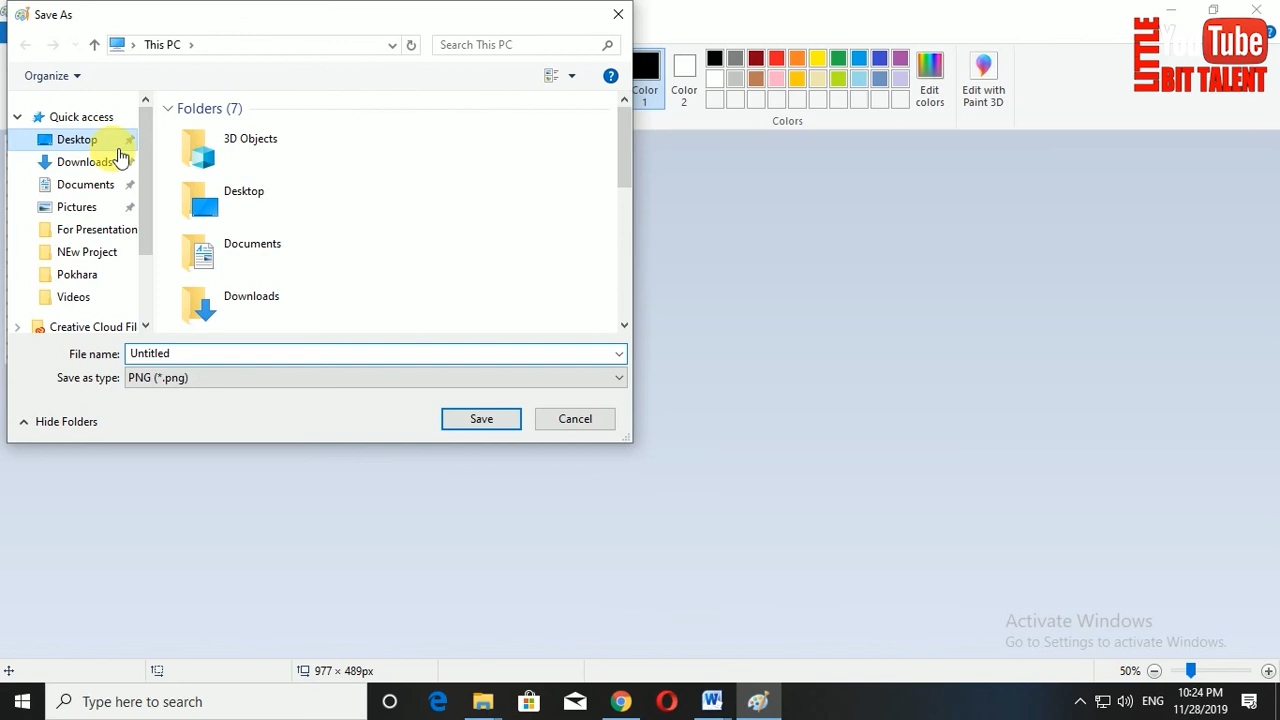 Save As
This PC
Search This PC
Organize
Quick access
Desktop
Downloads
Documents
Pictures
For Presentation
NEw Project
Pokhara
Videos
Creative Cloud Fil
Folders (7)
3D Objects
Desktop
Documents
Downloads
File name: Untitled
Save as type: PNG (*.png)
Hide Folders
Save
Cancel
Color 1
Color 2
Edit colors
Edit with Paint 3D
Colors
LITTLE
YouTube
BIT TALENT
Activate Windows
Go to Settings to activate Windows.
977 × 489px
50%
Type here to search
ENG
10:24 PM
11/28/2019